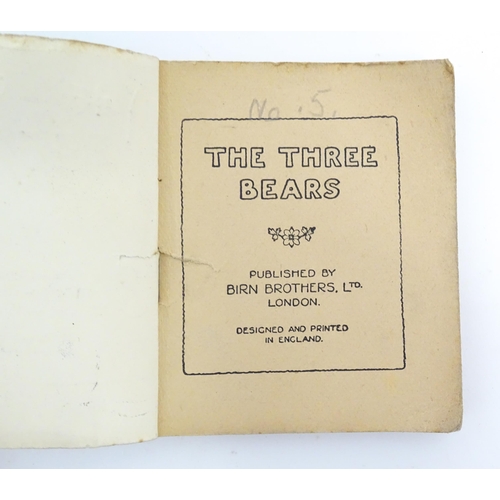 No. 5.
THE THREE
BEARS
PUBLISHED BY
BIRN BROTHERS, LTD.
LONDON.
DESIGNED AND PRINTED
IN ENGLAND.